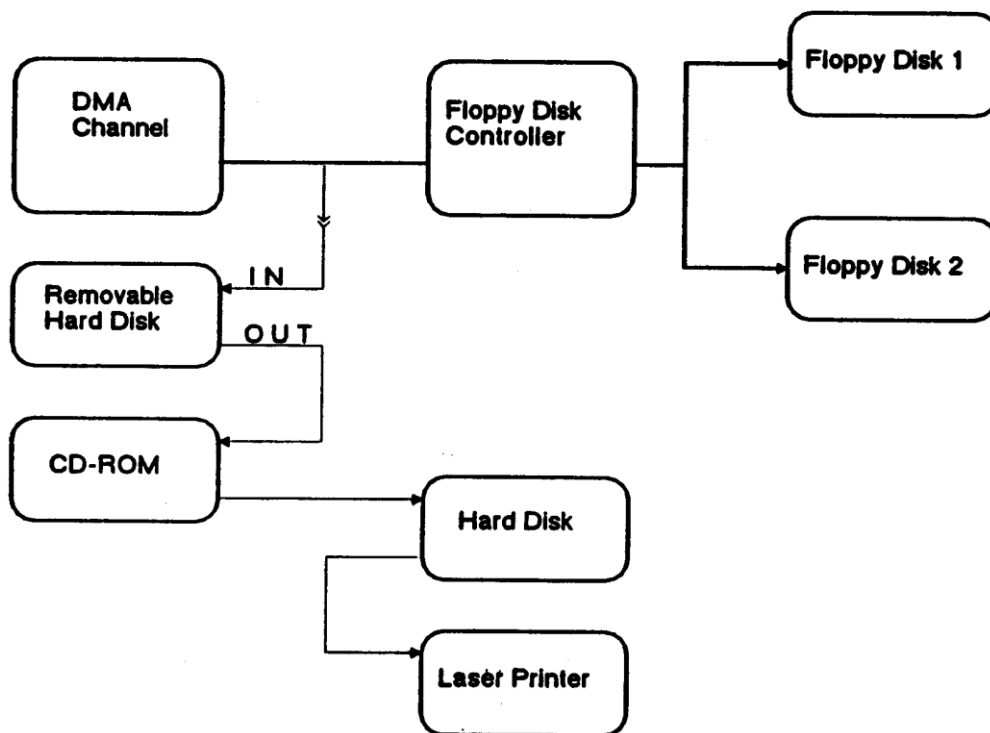 DMA
Channel
Floppy Disk
Controller
Floppy Disk 1
Floppy Disk 2
IN
Removable
Hard Disk
OUT
CD-ROM
Hard Disk
Laser Printer